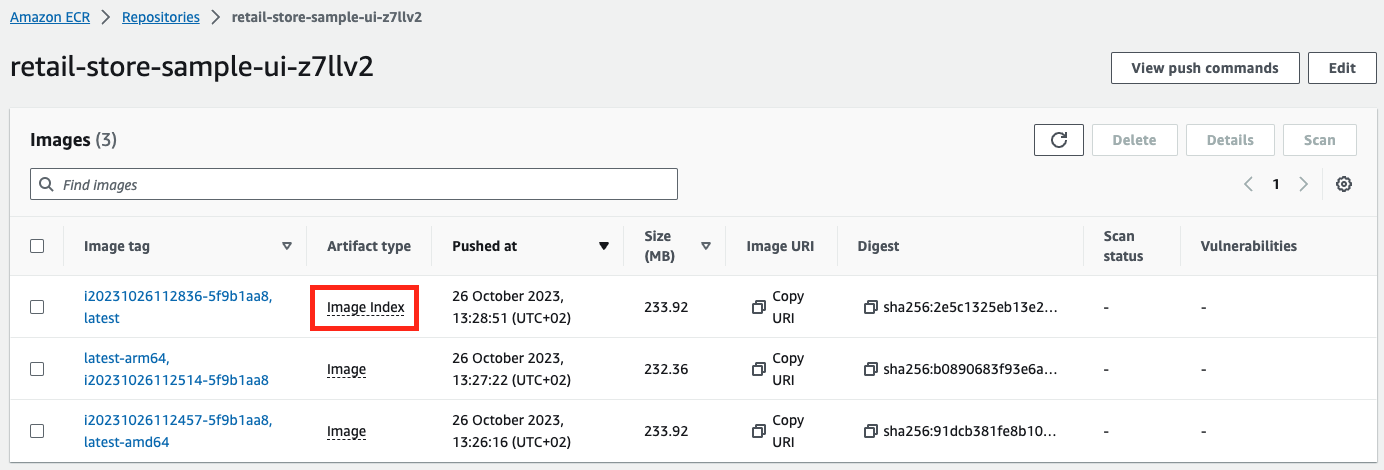 Amazon ECR > Repositories > retail-store-sample-ui-z7llv2
retail-store-sample-ui-z7llv2
View push commands
Edit
Images (3)
Delete
Details
Scan
Find images
1
Image tag
Artifact type
Pushed at
Size
(MB)
Image URI
Digest
Scan
status
Vulnerabilities
i20231026112836-5f9b1aa8,
latest
Image Index
26 October 2023,
13:28:51 (UTC+02)
233.92
Copy
URI
sha256:2e5c1325eb13e2...
-
-
latest-arm64,
i20231026112514-5f9b1aa8
Image
26 October 2023,
13:27:22 (UTC+02)
232.36
Copy
URI
sha256:b0890683f93e6a...
-
-
i20231026112457-5f9b1aa8,
latest-amd64
Image
26 October 2023,
13:26:16 (UTC+02)
233.92
Copy
URI
sha256:91dcb381fe8b10...
-
-